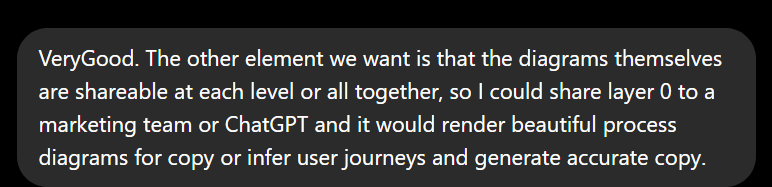 VeryGood. The other element we want is that the diagrams themselves
are shareable at each level or all together, so I could share layer 0 to a
marketing team or ChatGPT and it would render beautiful process
diagrams for copy or infer user journeys and generate accurate copy.